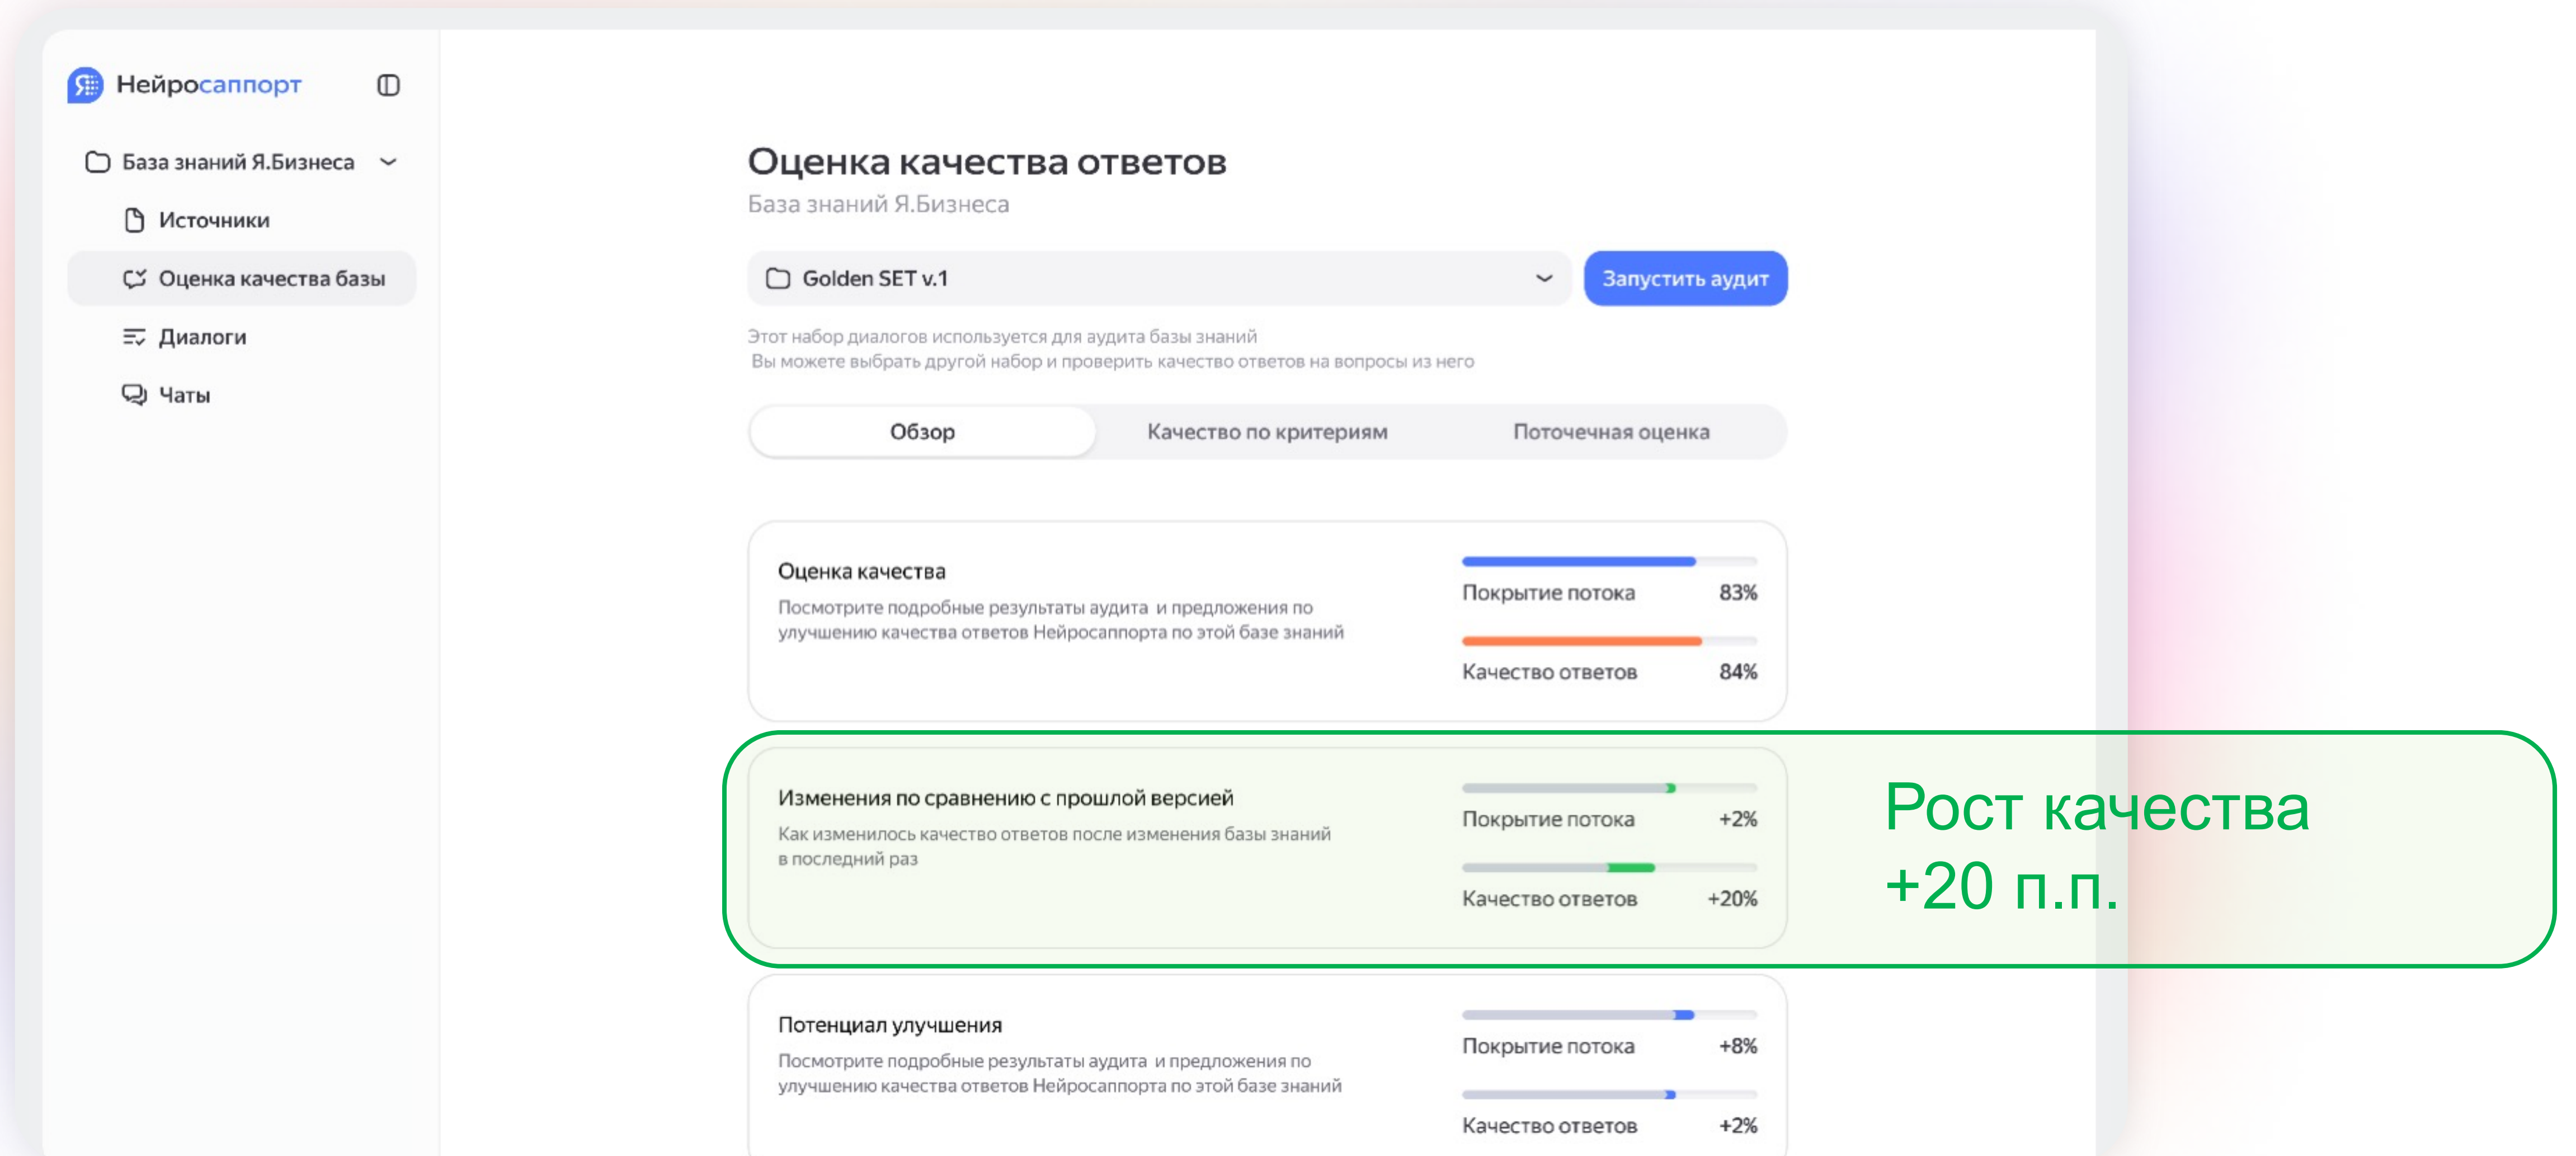 Нейросаппорт
База знаний Я.Бизнеса
Источники
Оценка качества базы
Диалоги
Чаты
Оценка качества ответов
База знаний Я.Бизнеса
Golden SET v.1
Запустить аудит
Этот набор диалогов используется для аудита базы знаний
Вы можете выбрать другой набор и проверить качество ответов на вопросы из него
Обзор
Качество по критериям
Поточечная оценка
Оценка качества
Посмотрите подробные результаты аудита и предложения по
улучшению качества ответов Нейросаппорта по этой базе знаний
Покрытие потока 83%
Качество ответов 84%
Изменения по сравнению с прошлой версией
Как изменилось качество ответов после изменения базы знаний
в последний раз
Покрытие потока +2%
Качество ответов +20%
Рост качества
+20 п.п.
Потенциал улучшения
Посмотрите подробные результаты аудита и предложения по
улучшению качества ответов Нейросаппорта по этой базе знаний
Покрытие потока +8%
Качество ответов +2%